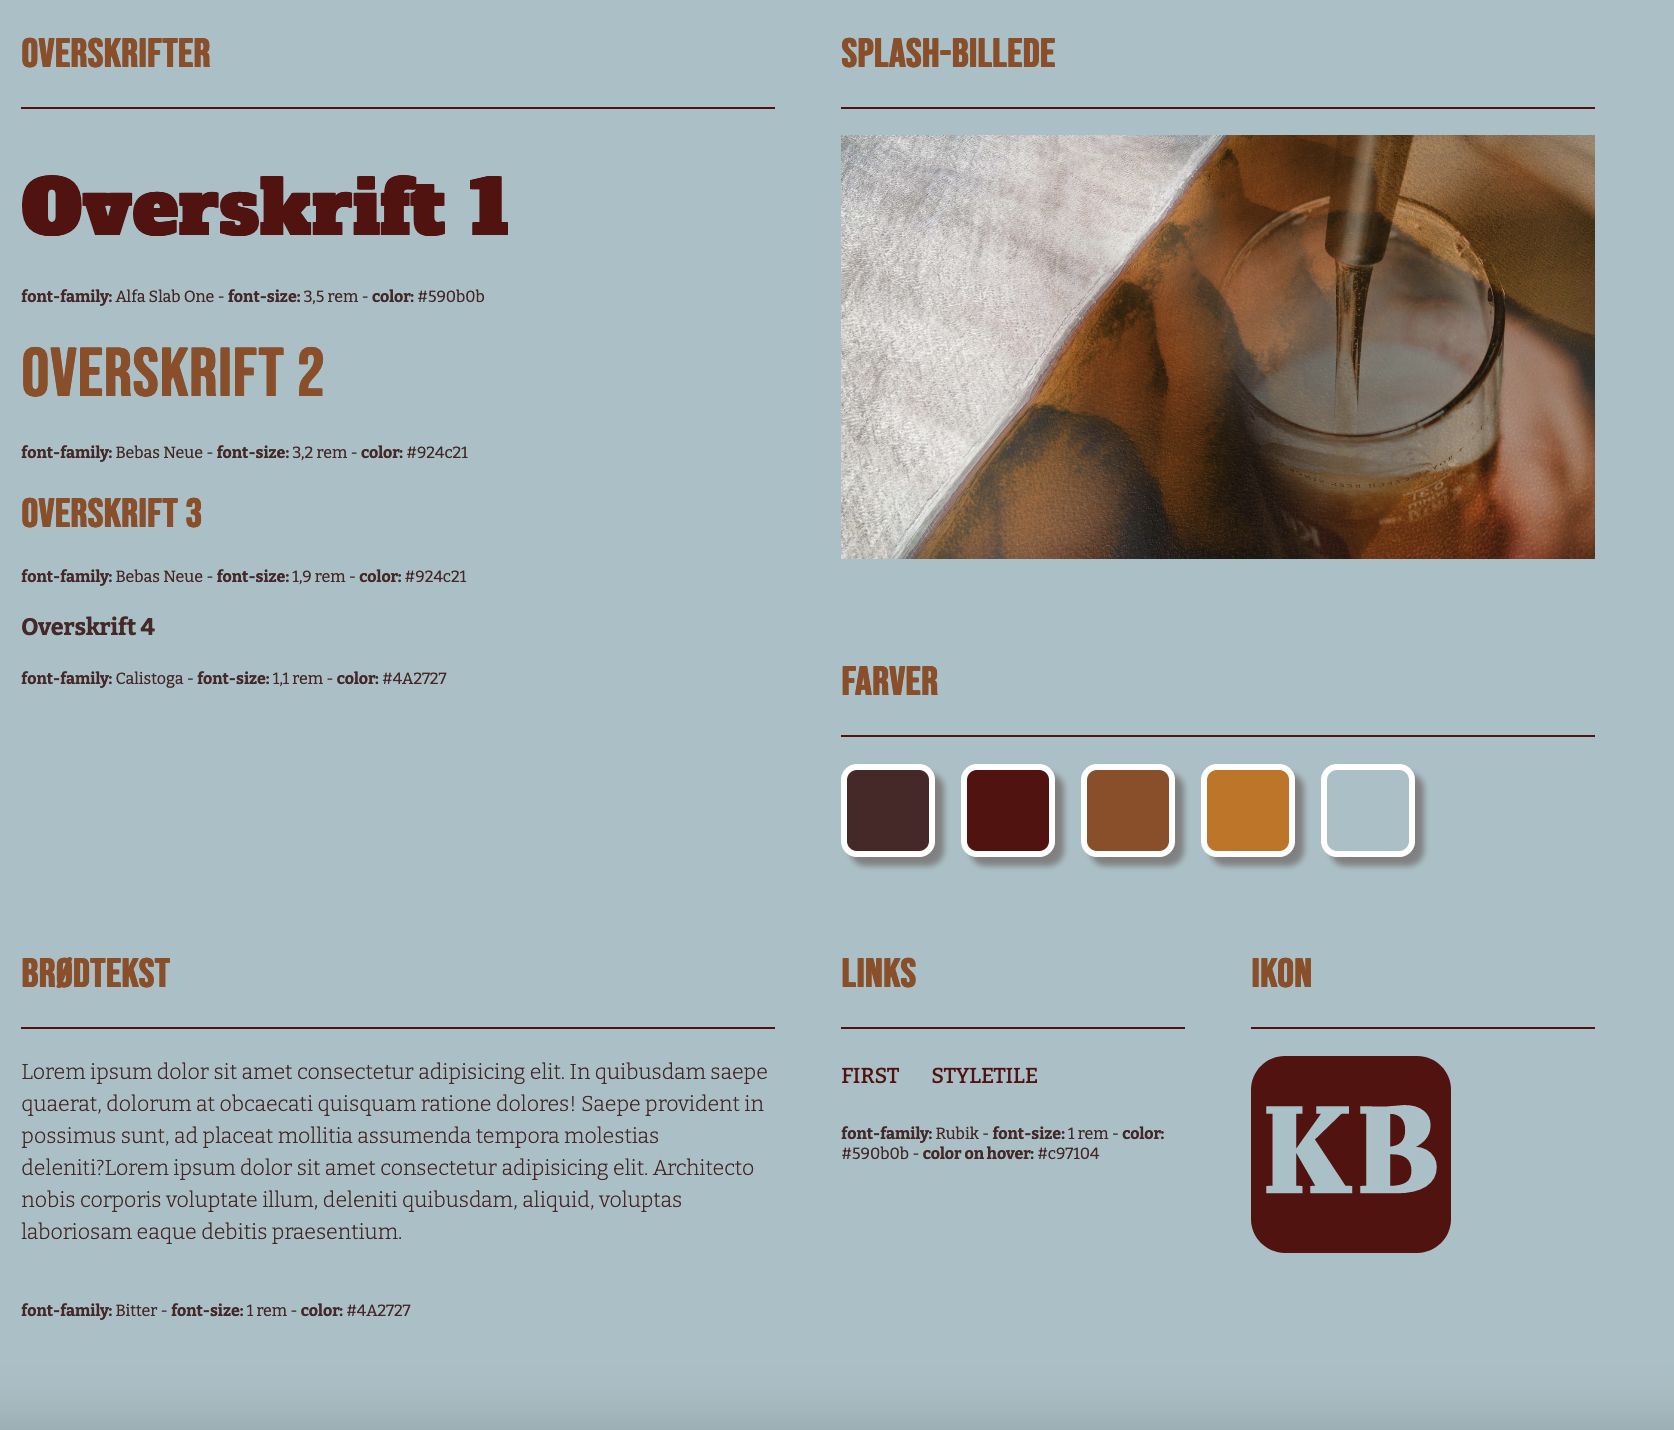 OVERSKRIFTER
Overskrift 1
font-family: Alfa Slab One - font-size: 3,5 rem - color: #590b0b
OVERSKRIFT 2
font-family: Bebas Neue - font-size: 3,2 rem - color: #924c21
OVERSKRIFT 3
font-family: Bebas Neue - font-size: 1,9 rem - color: #924c21
Overskrift 4
font-family: Calistoga - font-size: 1,1 rem - color: #4A2727
SPLASH-BILLEDE
FARVER
BRØDTEKST
Lorem ipsum dolor sit amet consectetur adipisicing elit. In quibusdam saepe
quaerat, dolorum at obcaecati quisquam ratione dolores! Saepe provident in
possimus sunt, ad placeat mollitia assumenda tempora molestias
deleniti?Lorem ipsum dolor sit amet consectetur adipisicing elit. Architecto
nobis corporis voluptate illum, deleniti quibusdam, aliquid, voluptas
laboriosam eaque debitis praesentium.
font-family: Bitter - font-size: 1 rem - color: #4A2727
LINKS
FIRST STYLETILE
font-family: Rubik - font-size: 1 rem - color:
#590b0b - color on hover: #c97104
IKON
KB